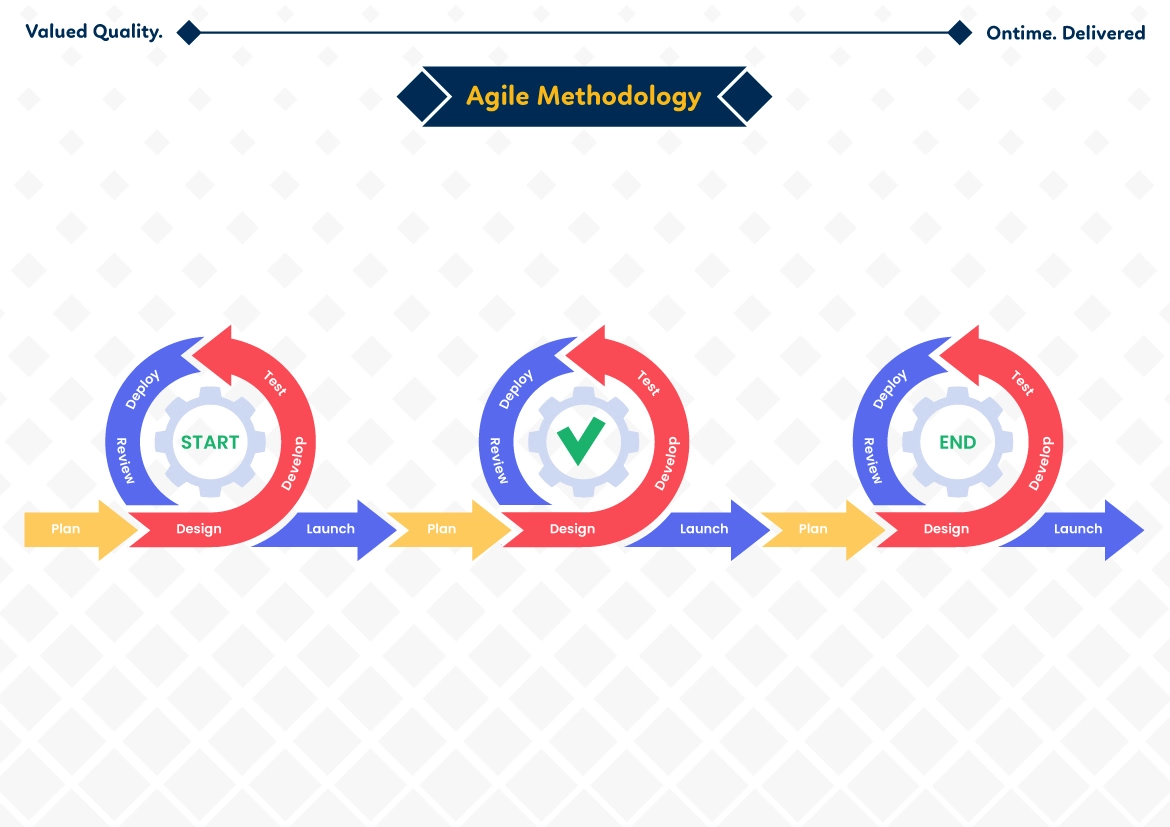 Valued Quality.
Ontime. Delivered
Agile Methodology
Plan
Design
Develop
Test
Deploy
Review
START
Launch
Plan
Design
Develop
Test
Deploy
Review
Launch
Plan
Design
Develop
Test
Deploy
Review
END
Launch